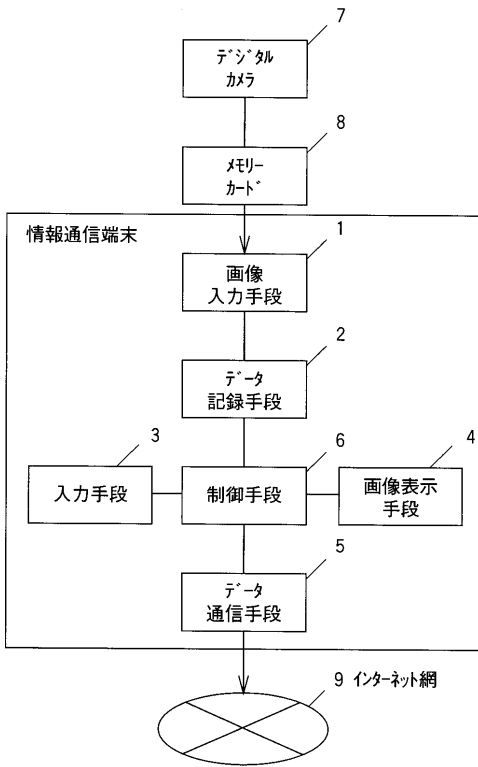 7
デジタル
カメラ
8
メモリー
カード
情報通信端末
1
画像
入力手段
2
データ
記録手段
3
6
4
入力手段
制御手段
画像表示
手段
5
データ
通信手段
9 インターネット網